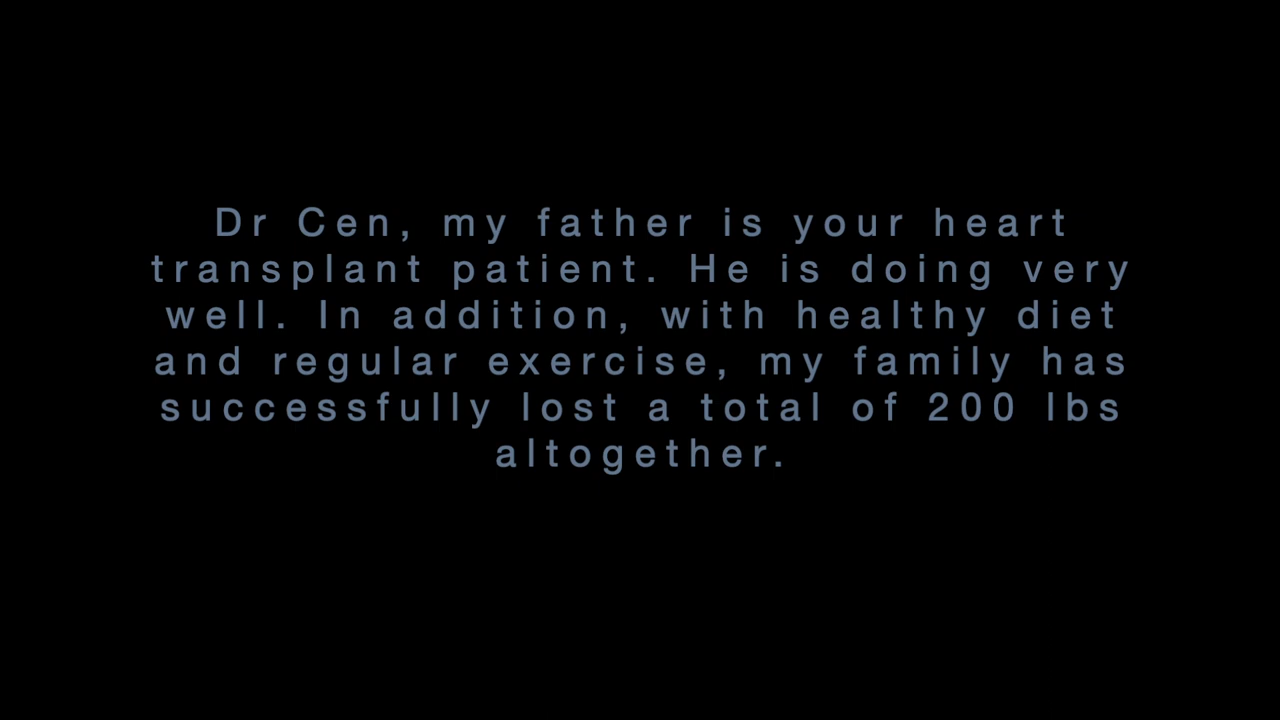 Dr Cen, my father is your heart
transplant patient. He is doing very
well. In addition, with healthy diet
and regular exercise, my family has
successfully lost a total of 200 lbs
altogether.